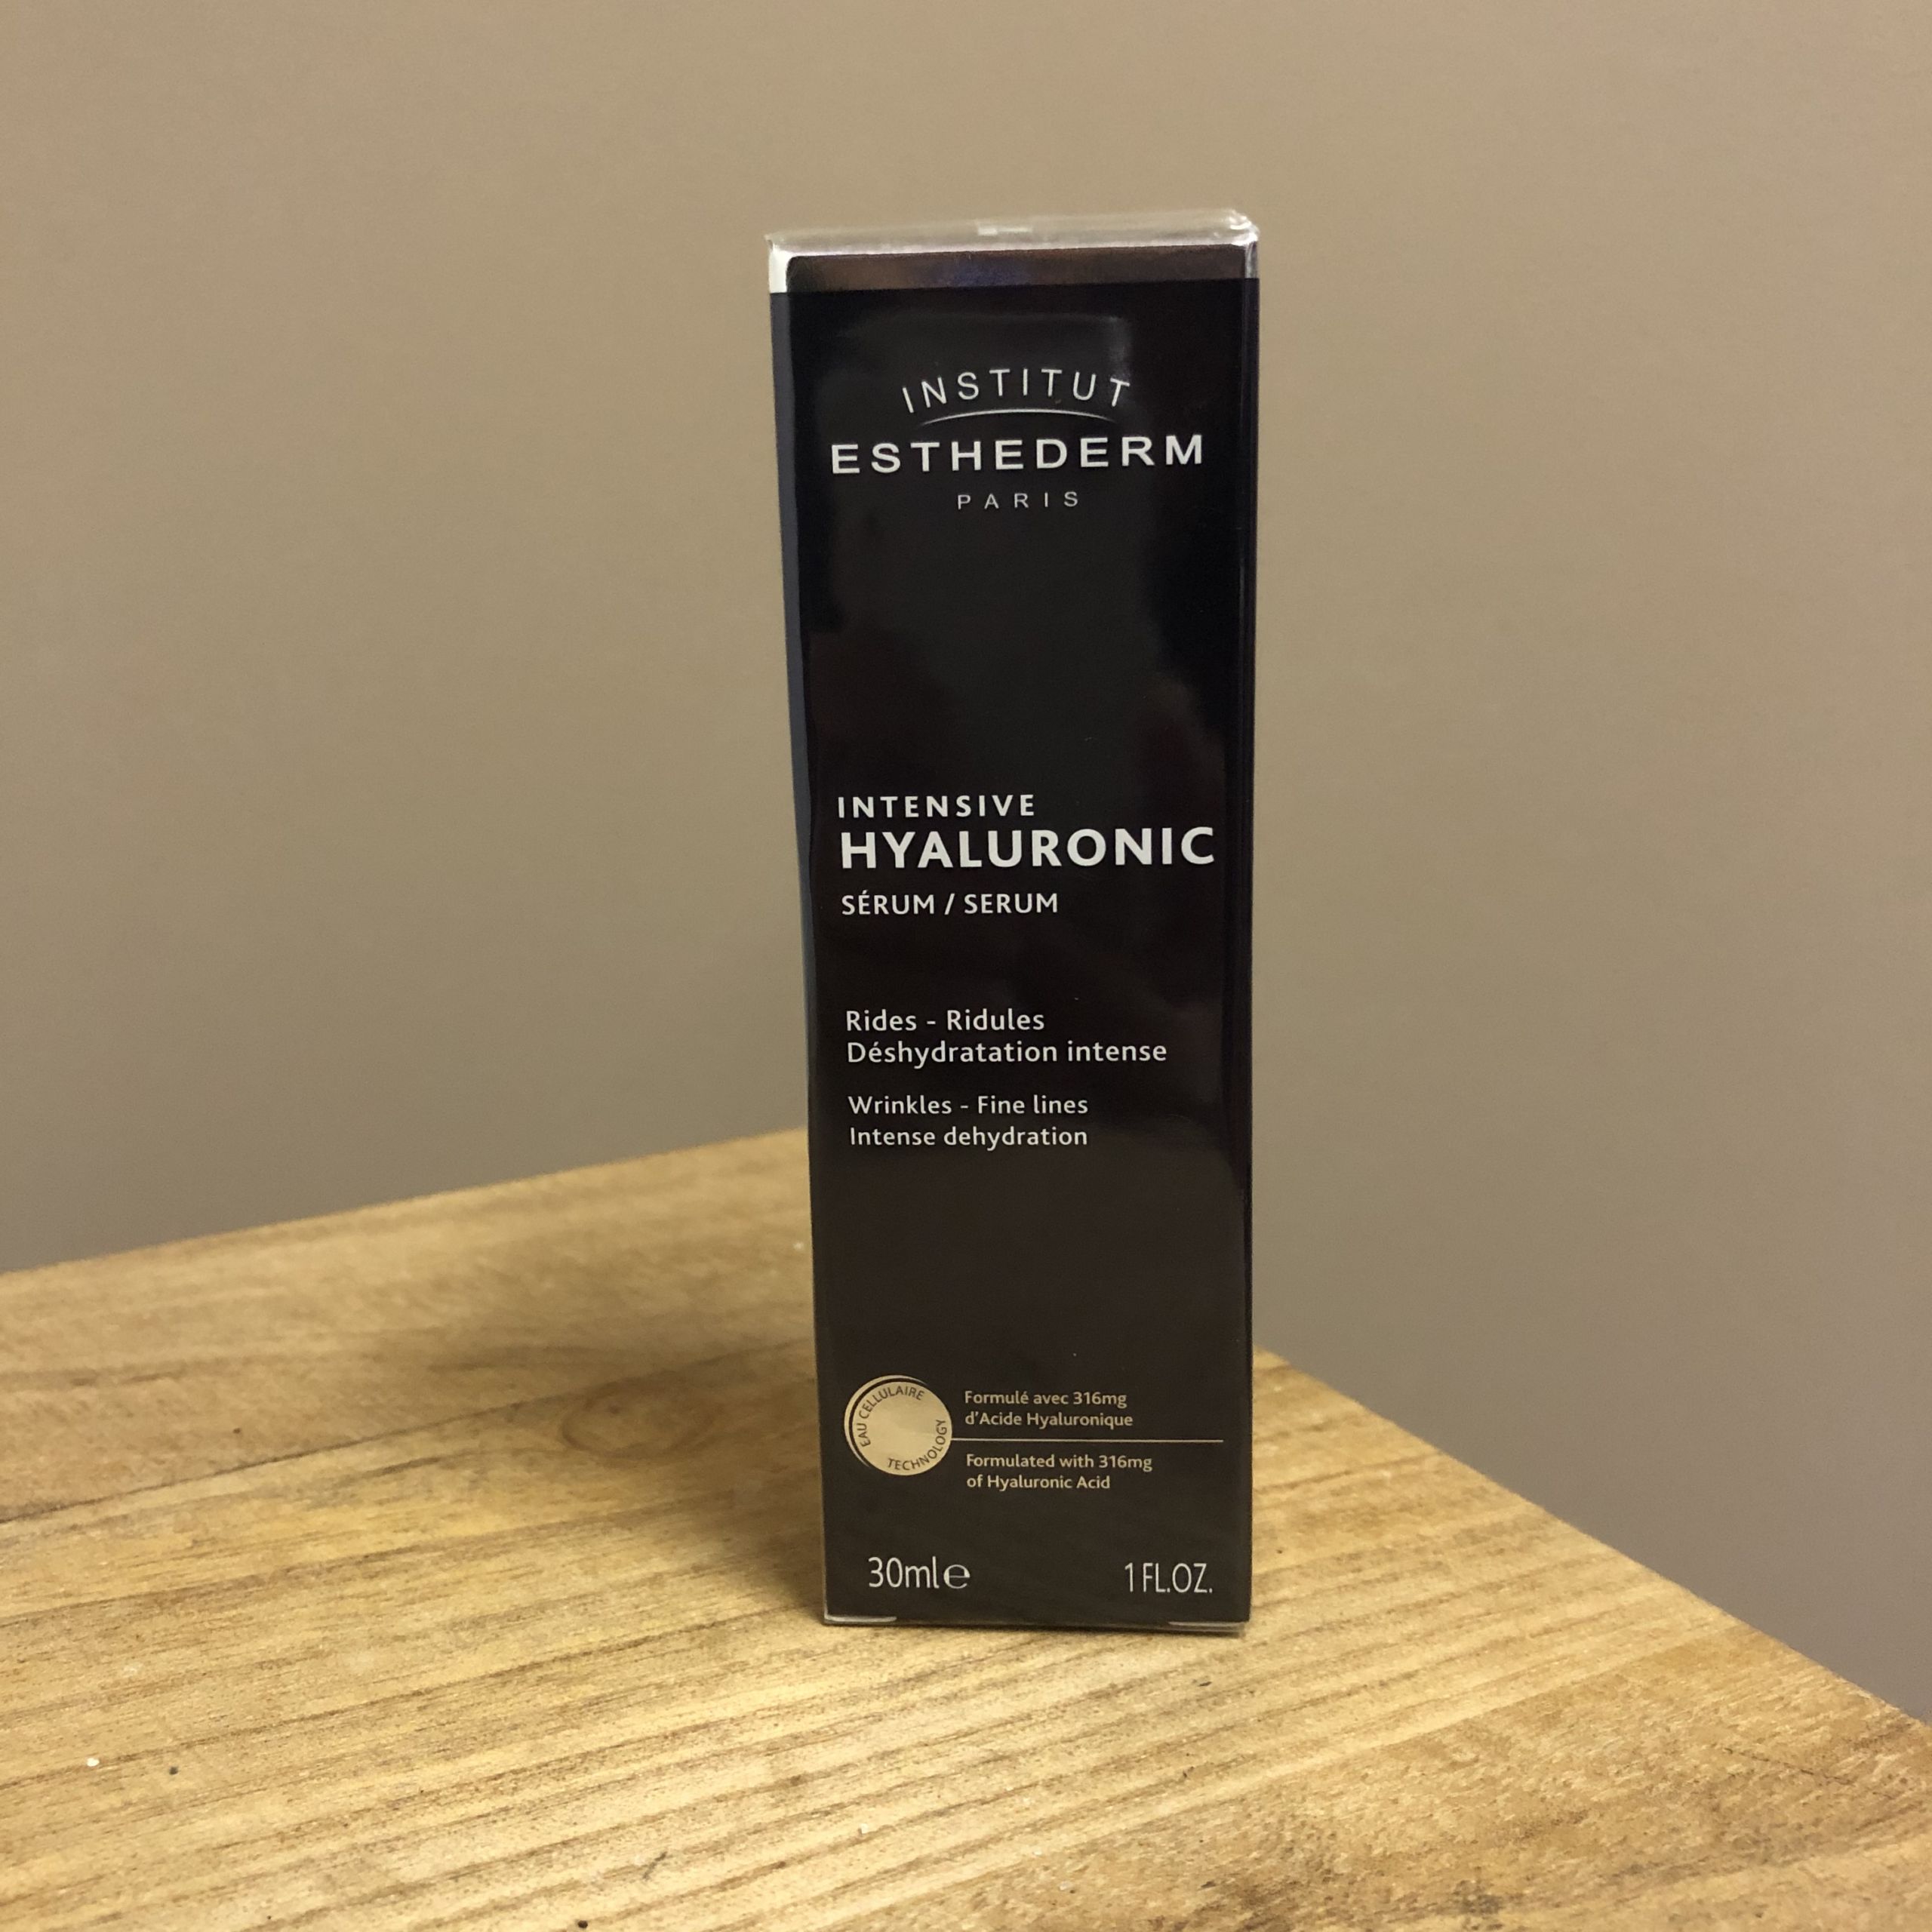 INSTITUT
ESTHEDERM
PARIS
INTENSIVE
HYALURONIC
SÉRUM / SERUM
Rides - Ridules
Déshydratation intense
Wrinkles - Fine lines
Intense dehydration
EAU CELLULAIRE
TECHNOLOGY
Formulé avec 316mg
d'Acide Hyaluronique
Formulated with 316mg
of Hyaluronic Acid
30ml℮
1 FL.OZ.